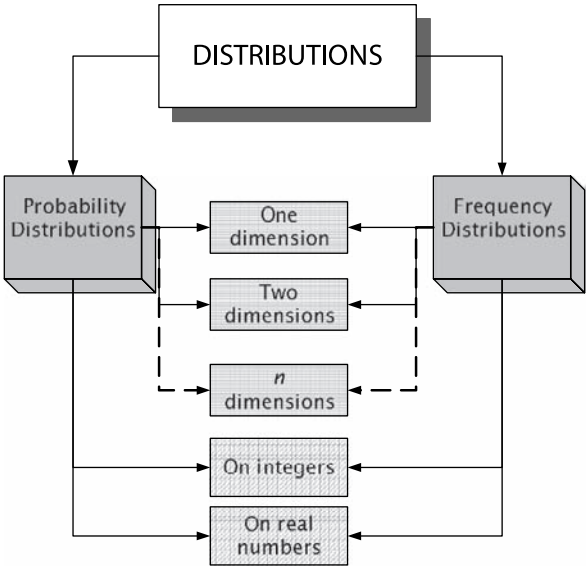 DISTRIBUTIONS
Probability
Distributions
Frequency
Distributions
One
dimension
Two
dimensions
n
dimensions
On integers
On real
numbers